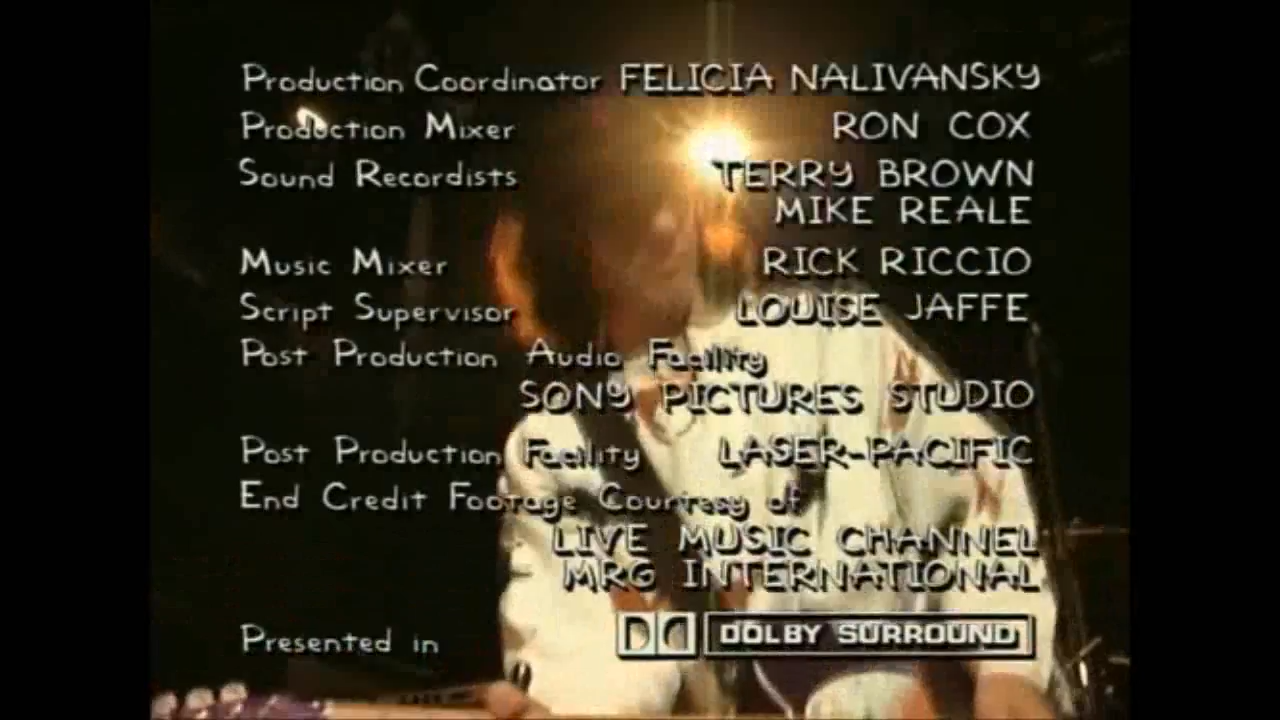 Production Coordinator FELICIA NALIVANSKY
Production Mixer RON COX
Sound Recordists TERRY BROWN
MIKE REALE
Music Mixer RICK RICCIO
Script Supervisor LOUISE JAFFE
Post Production Audio Facility
SONY PICTURES STUDIO
Post Production Facility LASER-PACIFIC
End Credit Footage Courtesy of
LIVE MUSIC CHANNEL
MRG INTERNATIONAL
Presented in DOLBY SURROUND